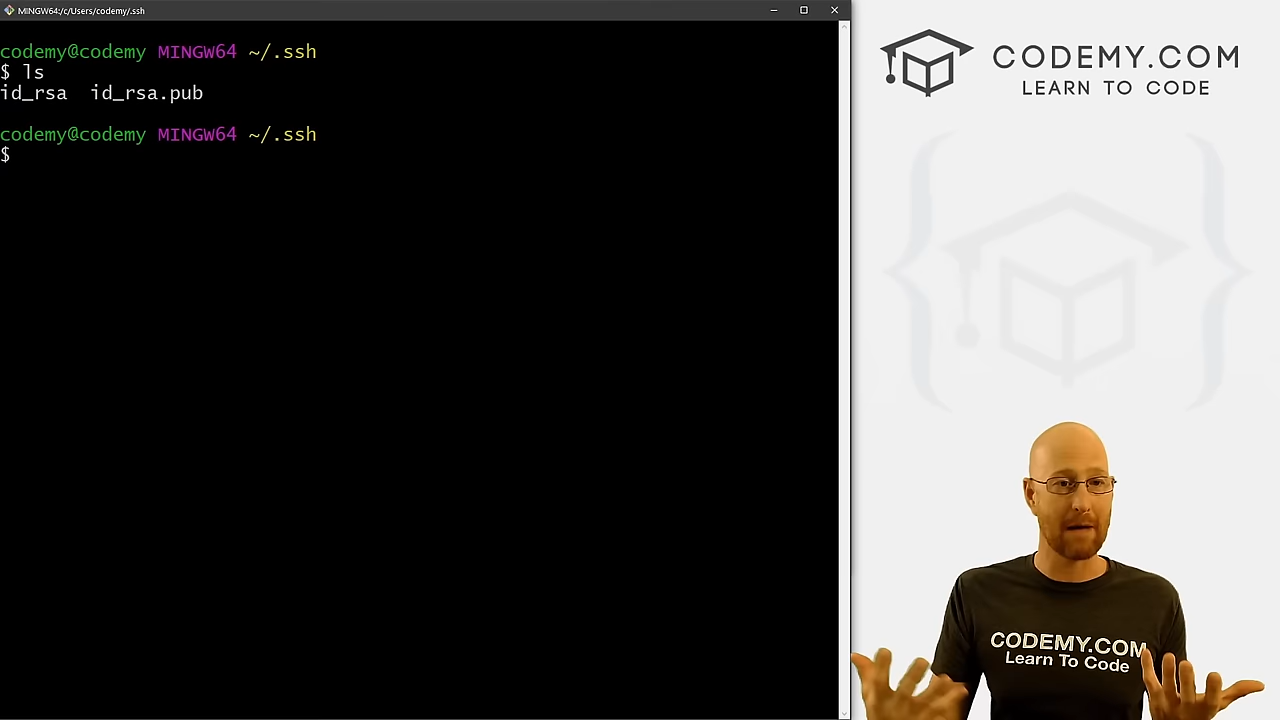 MINGW64:/c/Users/codemy/.ssh
codemy@codemy MINGW64 ~/.ssh
$ ls
id_rsa  id_rsa.pub
codemy@codemy MINGW64 ~/.ssh
$
CODEMY.COM
LEARN TO CODE
CODEMY.COM
Learn To Code